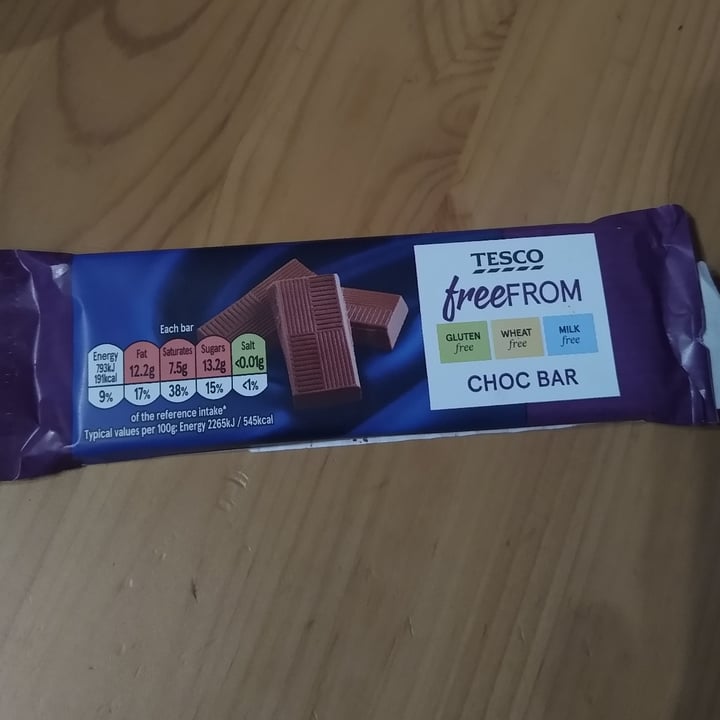 Each bar
Energy
793kJ
191kcal
9%
Fat
12.2g
17%
Saturates
7.5g
38%
Sugars
13.2g
15%
Salt
<0.01g
<1%
of the reference intake*
Typical values per 100g: Energy 2265kJ / 545kcal
TESCO
freeFROM
GLUTEN
free
WHEAT
free
MILK
free
CHOC BAR